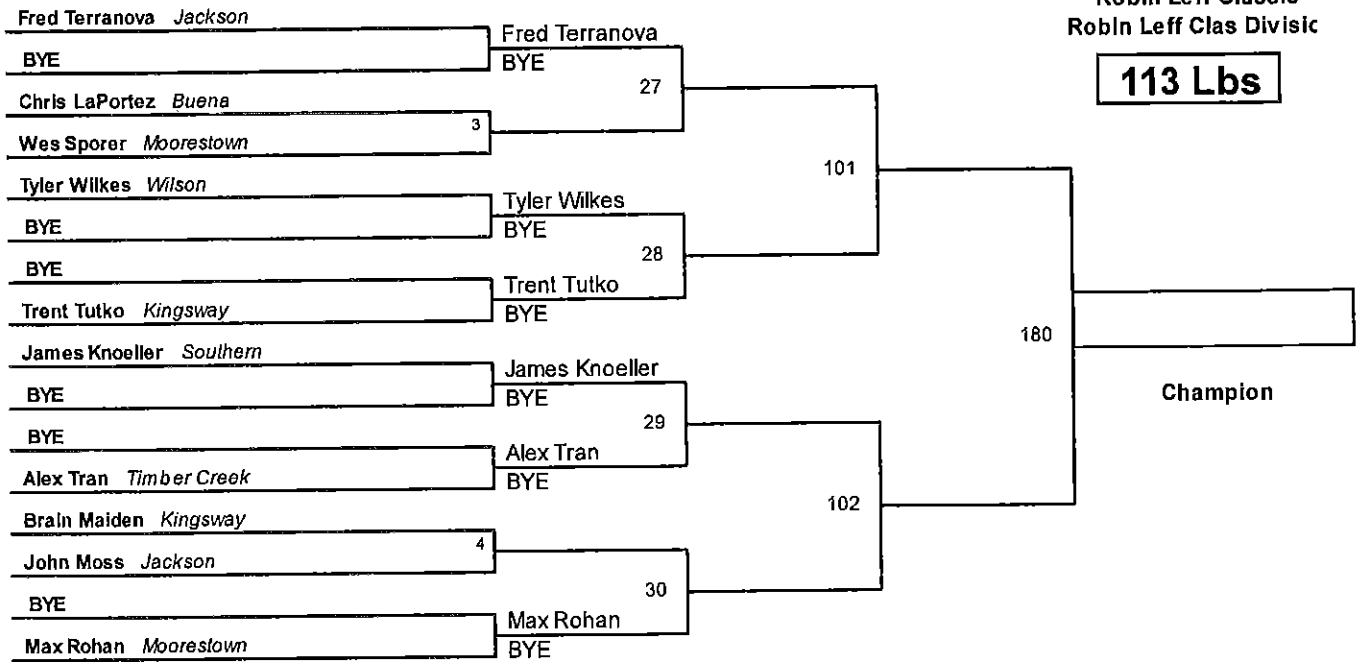 Robin Leff Classic
Robin Leff Clas Divisic
113 Lbs
Fred Terranova Jackson
BYE
Fred Terranova
BYE
27
Chris LaPortez Buena
3
Wes Sporer Moorestown
101
Tyler Wilkes Wilson
BYE
Tyler Wilkes
BYE
28
BYE
Trent Tutko Kingsway
Trent Tutko
BYE
180
Champion
James Knoeller Southern
BYE
James Knoeller
BYE
29
BYE
Alex Tran Timber Creek
Alex Tran
BYE
102
Brain Maiden Kingsway
4
John Moss Jackson
30
BYE
Max Rohan Moorestown
Max Rohan
BYE